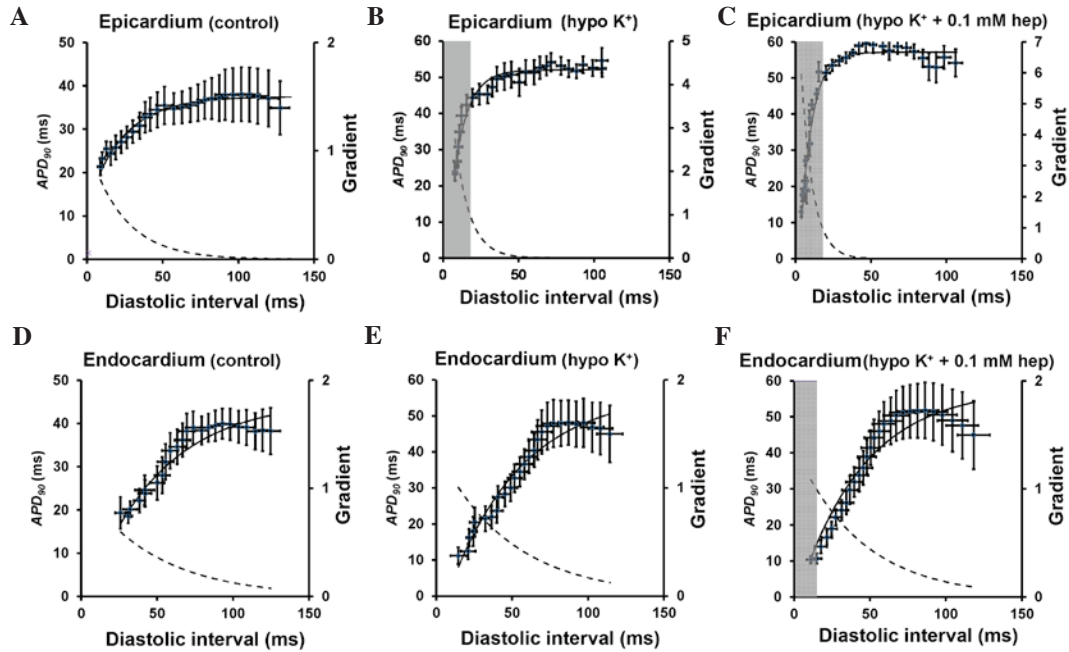 A
Epicardium (control)
50
40
30
20
10
0
APD90 (ms)
2
1
0
Gradient
0 50 100 150
Diastolic interval (ms)
B
Epicardium (hypo K+)
60
50
40
30
20
10
0
APD90 (ms)
5
4
3
2
1
0
Gradient
0 50 100 150
Diastolic interval (ms)
C
Epicardium (hypo K+ + 0.1 mM hep)
60
50
40
30
20
10
0
APD90 (ms)
7
6
5
4
3
2
1
0
Gradient
0 50 100 150
Diastolic interval (ms)
D
Endocardium (control)
50
40
30
20
10
0
APD90 (ms)
2
1
0
Gradient
0 50 100 150
Diastolic interval (ms)
E
Endocardium (hypo K+)
60
50
40
30
20
10
0
APD90 (ms)
2
1
0
Gradient
0 50 100 150
Diastolic interval (ms)
F
Endocardium (hypo K+ + 0.1 mM hep)
60
50
40
30
20
10
0
APD90 (ms)
2
1
0
Gradient
0 50 100 150
Diastolic interval (ms)